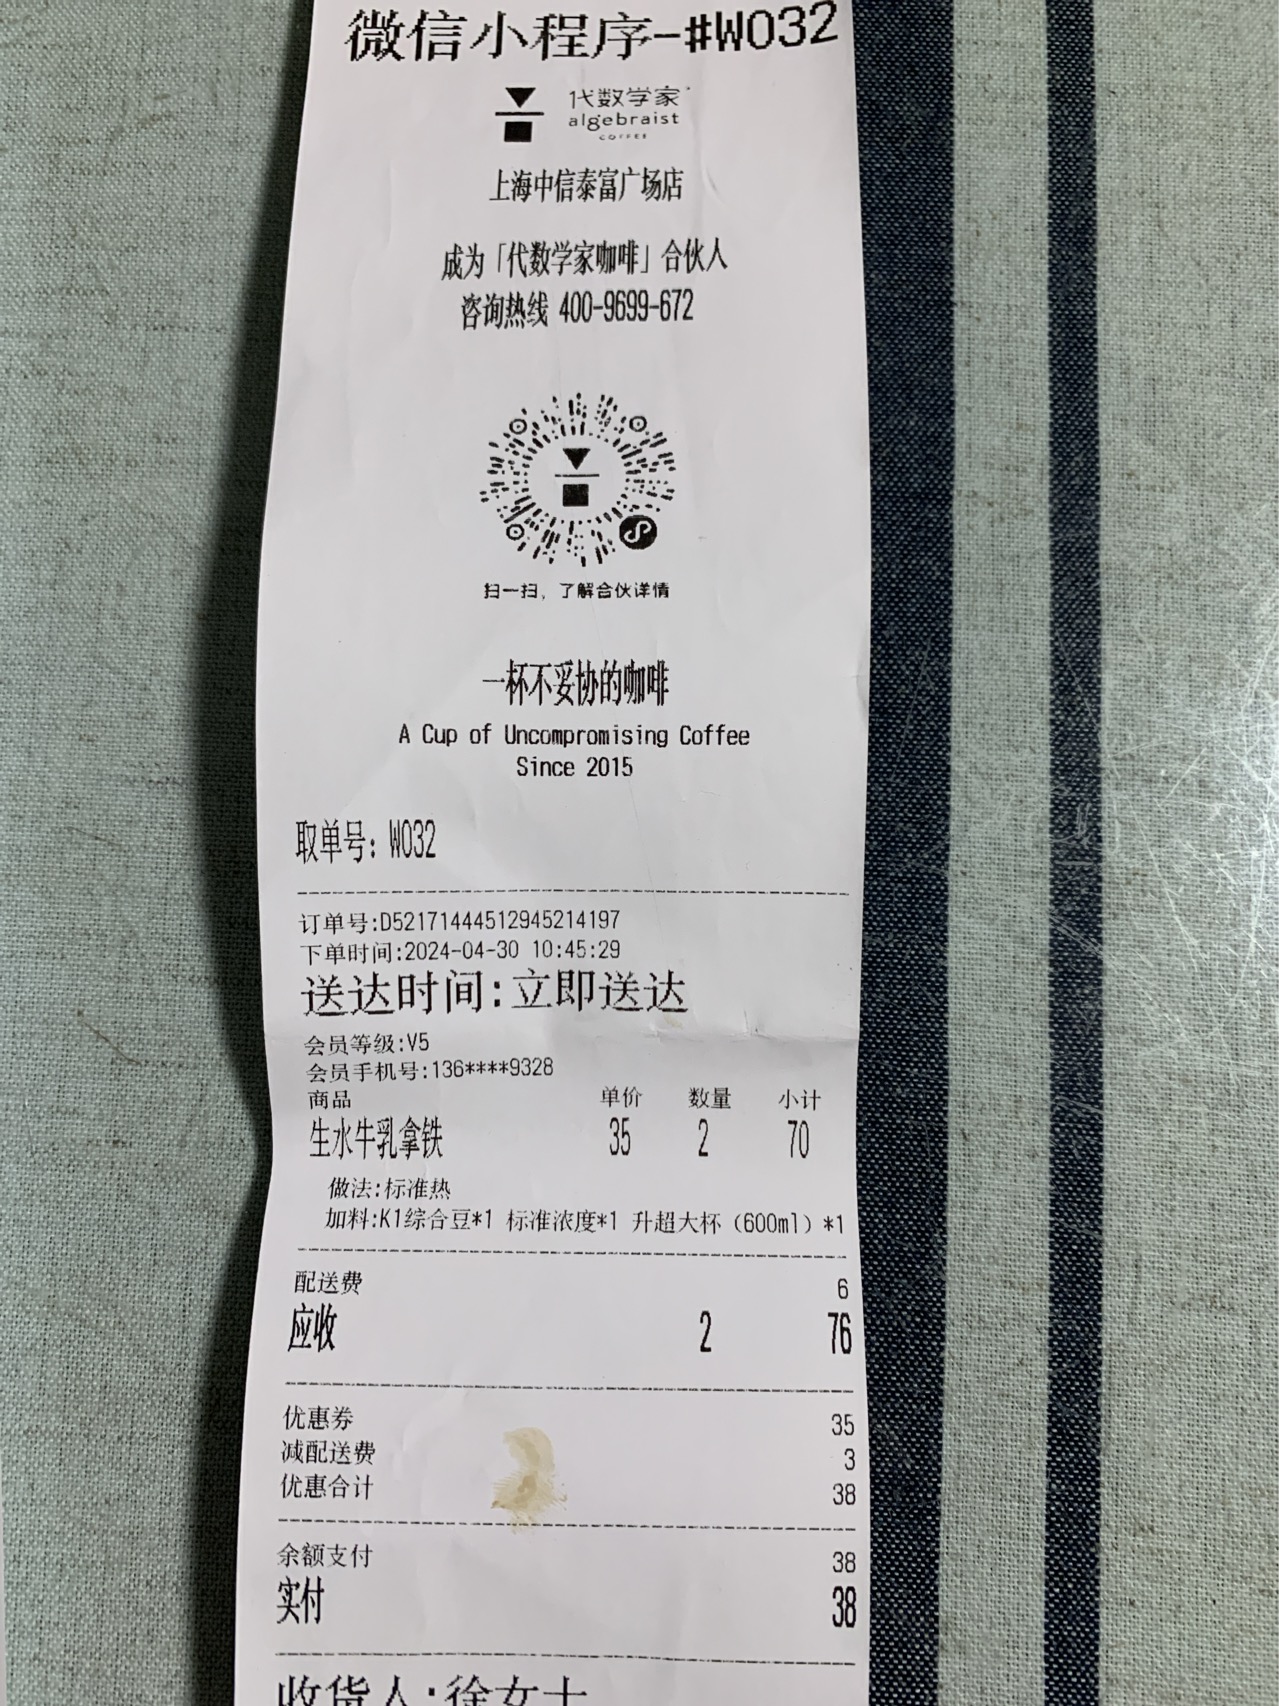 微信小程序-#W032
代数学家
algebraist
COFFEE
上海中信泰富广场店
成为「代数学家咖啡」合伙人
咨询热线 400-9699-672
扫一扫，了解合伙详情
一杯不妥协的咖啡
A Cup of Uncompromising Coffee
Since 2015
取单号: W032
订单号:D52171444512945214197
下单时间:2024-04-30 10:45:29
送达时间:立即送达
会员等级:V5
会员手机号:136****9328
商品 单价 数量 小计
生水牛乳拿铁 35 2 70
做法:标准热
加料:K1综合豆*1 标准浓度*1 升超大杯（600ml）*1
配送费 6
应收 2 76
优惠券 35
减配送费 3
优惠合计 38
余额支付 38
实付 38
收货人:徐女士